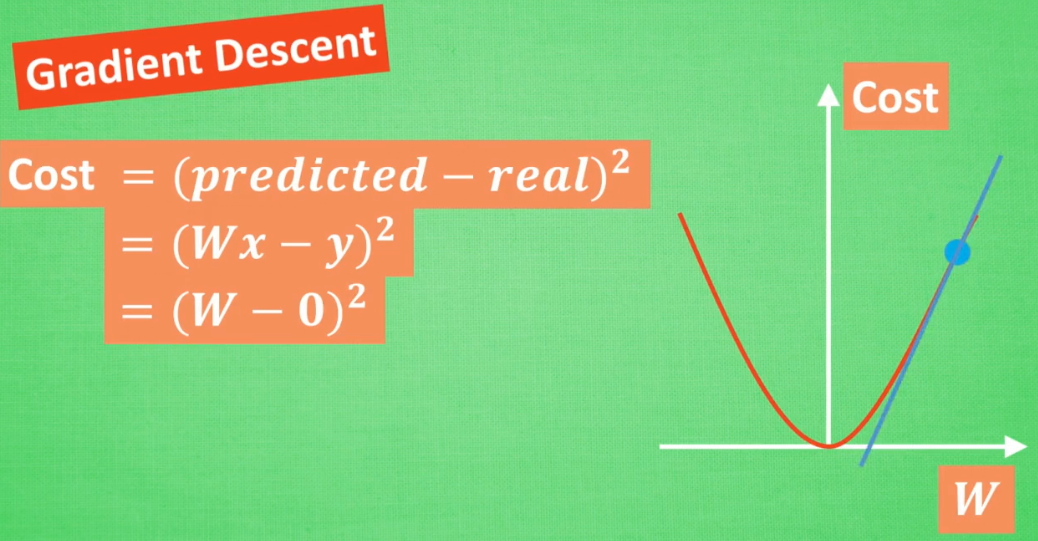 Gradient Descent
Cost = (predicted − real)²
= (Wx − y)²
= (W − 0)²
Cost
W